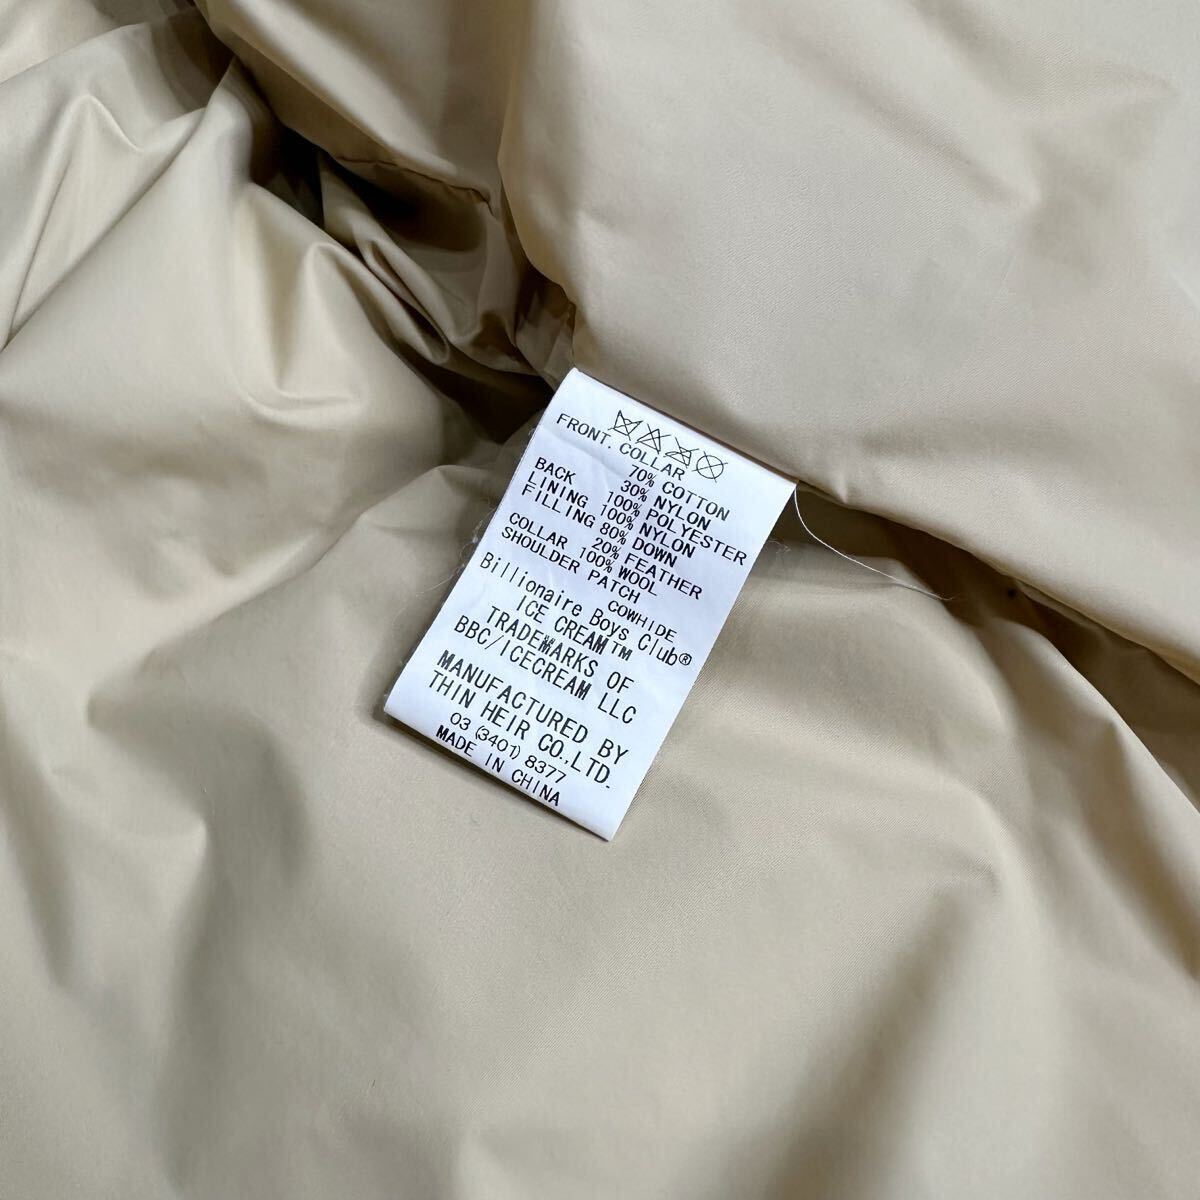 FRONT. COLLAR
70% COTTON
30% NYLON
BACK 100% POLYESTER
LINING 100% NYLON
FILLING 80% DOWN
20% FEATHER
COLLAR 100% WOOL
SHOULDER PATCH
COWHIDE
Billionaire Boys Club®
ICE CREAM™
TRADEMARKS OF
BBC/ICECREAM LLC
MANUFACTURED BY
THIN HEIR CO.,LTD.
03 (3401) 8377
MADE IN CHINA